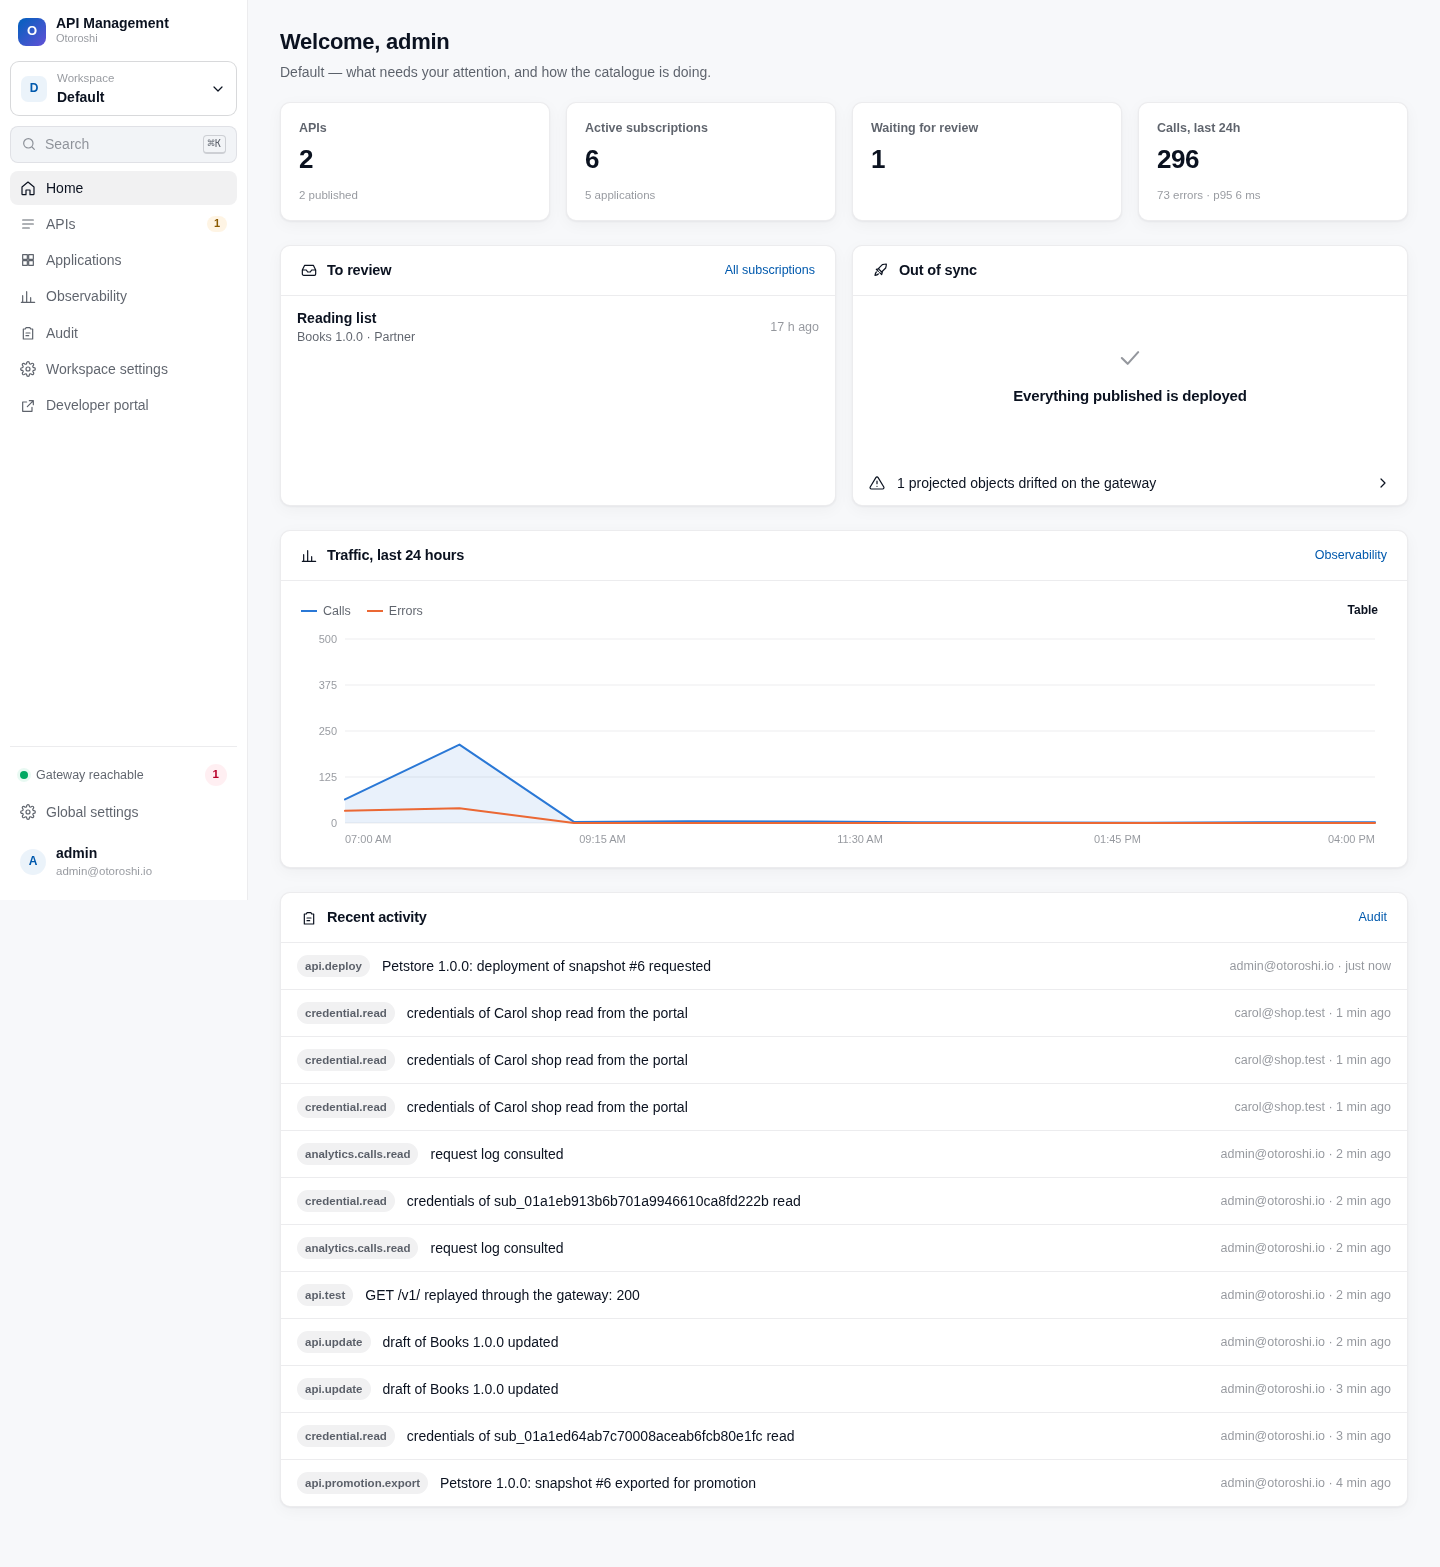 O
API Management
Otoroshi
D
Workspace
Default
Search
⌘K
Home
APIs
1
Applications
Observability
Audit
Workspace settings
Developer portal
Gateway reachable
1
Global settings
A
admin
admin@otoroshi.io
Welcome, admin
Default — what needs your attention, and how the catalogue is doing.
APIs
2
2 published
Active subscriptions
6
5 applications
Waiting for review
1
Calls, last 24h
296
73 errors · p95 6 ms
To review
All subscriptions
Reading list
Books 1.0.0 · Partner
17 h ago
Out of sync
Everything published is deployed
1 projected objects drifted on the gateway
Traffic, last 24 hours
Observability
Calls
Errors
Table
500
375
250
125
0
07:00 AM
09:15 AM
11:30 AM
01:45 PM
04:00 PM
Recent activity
Audit
api.deploy Petstore 1.0.0: deployment of snapshot #6 requested admin@otoroshi.io · just now
credential.read credentials of Carol shop read from the portal carol@shop.test · 1 min ago
credential.read credentials of Carol shop read from the portal carol@shop.test · 1 min ago
credential.read credentials of Carol shop read from the portal carol@shop.test · 1 min ago
analytics.calls.read request log consulted admin@otoroshi.io · 2 min ago
credential.read credentials of sub_01a1eb913b6b701a9946610ca8fd222b read admin@otoroshi.io · 2 min ago
analytics.calls.read request log consulted admin@otoroshi.io · 2 min ago
api.test GET /v1/ replayed through the gateway: 200 admin@otoroshi.io · 2 min ago
api.update draft of Books 1.0.0 updated admin@otoroshi.io · 2 min ago
api.update draft of Books 1.0.0 updated admin@otoroshi.io · 3 min ago
credential.read credentials of sub_01a1ed64ab7c70008aceab6fcb80e1fc read admin@otoroshi.io · 3 min ago
api.promotion.export Petstore 1.0.0: snapshot #6 exported for promotion admin@otoroshi.io · 4 min ago